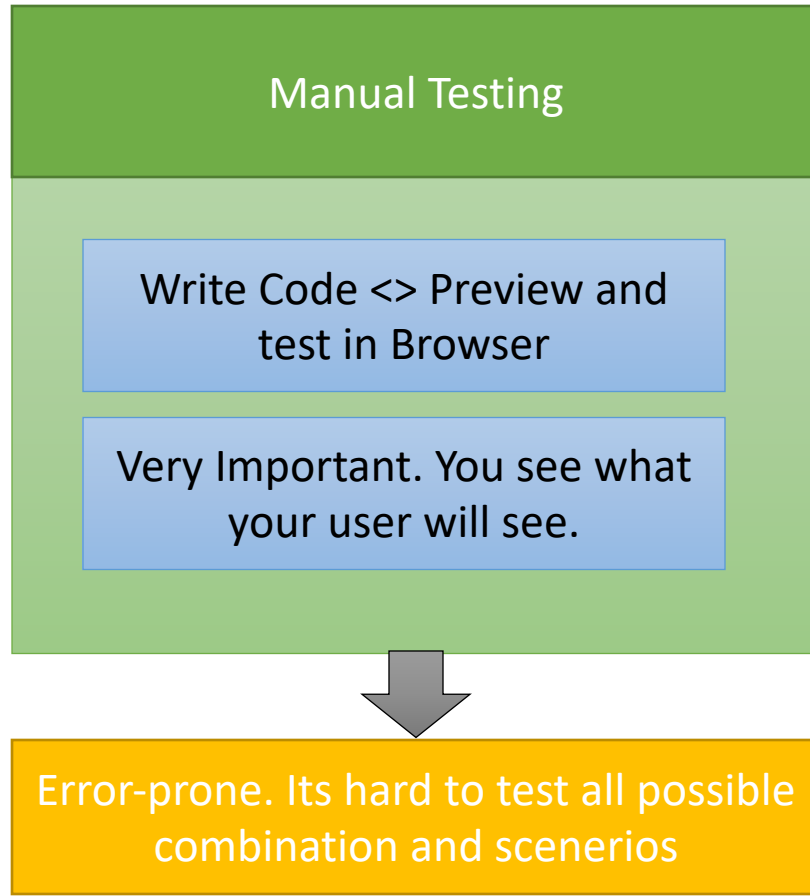 Manual Testing
Write Code <> Preview and
test in Browser
Very Important. You see what
your user will see.
Error-prone. Its hard to test all possible
combination and scenerios